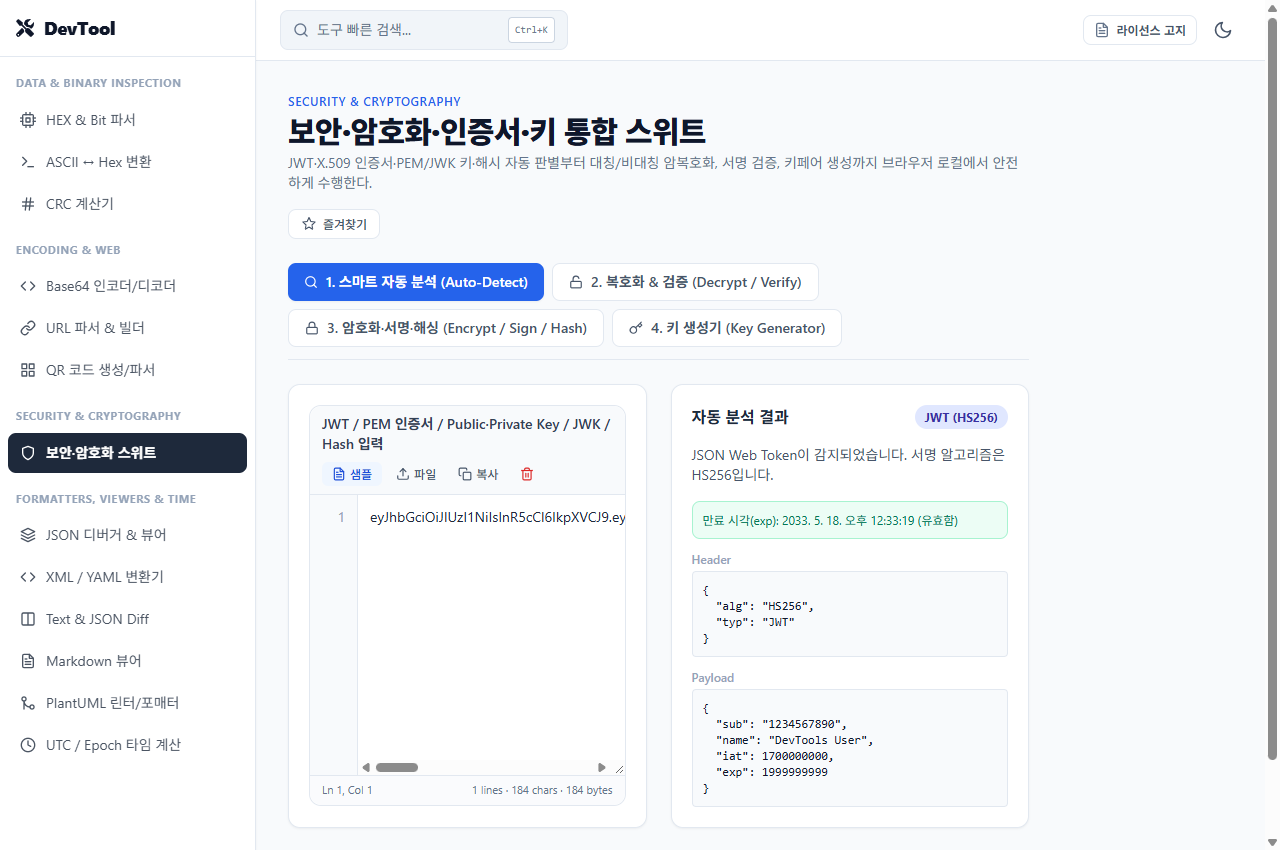 DevTool
도구 빠른 검색...
Ctrl+K
라이선스 고지
DATA & BINARY INSPECTION
HEX & Bit 파서
ASCII ↔ Hex 변환
CRC 계산기
ENCODING & WEB
Base64 인코더/디코더
URL 파서 & 빌더
QR 코드 생성/파서
SECURITY & CRYPTOGRAPHY
보안·암호화 스위트
FORMATTERS, VIEWERS & TIME
JSON 디버거 & 뷰어
XML / YAML 변환기
Text & JSON Diff
Markdown 뷰어
PlantUML 린터/포매터
UTC / Epoch 타임 계산
SECURITY & CRYPTOGRAPHY
보안·암호화·인증서·키 통합 스위트
JWT·X.509 인증서·PEM/JWK 키·해시 자동 판별부터 대칭/비대칭 암복호화, 서명 검증, 키페어 생성까지 브라우저 로컬에서 안전
하게 수행한다.
즐겨찾기
1. 스마트 자동 분석 (Auto-Detect)
2. 복호화 & 검증 (Decrypt / Verify)
3. 암호화·서명·해싱 (Encrypt / Sign / Hash)
4. 키 생성기 (Key Generator)
JWT / PEM 인증서 / Public·Private Key / JWK /
Hash 입력
샘플
파일
복사
1
eyJhbGciOiJIUzI1NiIsInR5cCI6IkpXVCJ9.ey
Ln 1, Col 1
1 lines · 184 chars · 184 bytes
자동 분석 결과
JWT (HS256)
JSON Web Token이 감지되었습니다. 서명 알고리즘은
HS256입니다.
만료 시각(exp): 2033. 5. 18. 오후 12:33:19 (유효함)
Header
{
"alg": "HS256",
"typ": "JWT"
}
Payload
{
"sub": "1234567890",
"name": "DevTools User",
"iat": 1700000000,
"exp": 1999999999
}